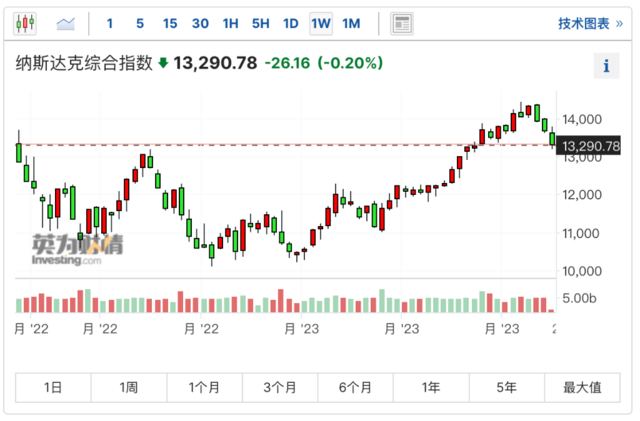 1 5 15 30 1H 5H 1D 1W 1M 技术图表 »
纳斯达克综合指数 13,290.78 -26.16 (-0.20%)
i
14,000
13,290.78
13,000
12,000
11,000
10,000
英为财情
Investing.com
5.00b
月 '22 月 '22 月 '22 月 '23 月 '23 月 '23 2
1日 1周 1个月 3个月 6个月 1年 5年 最大值